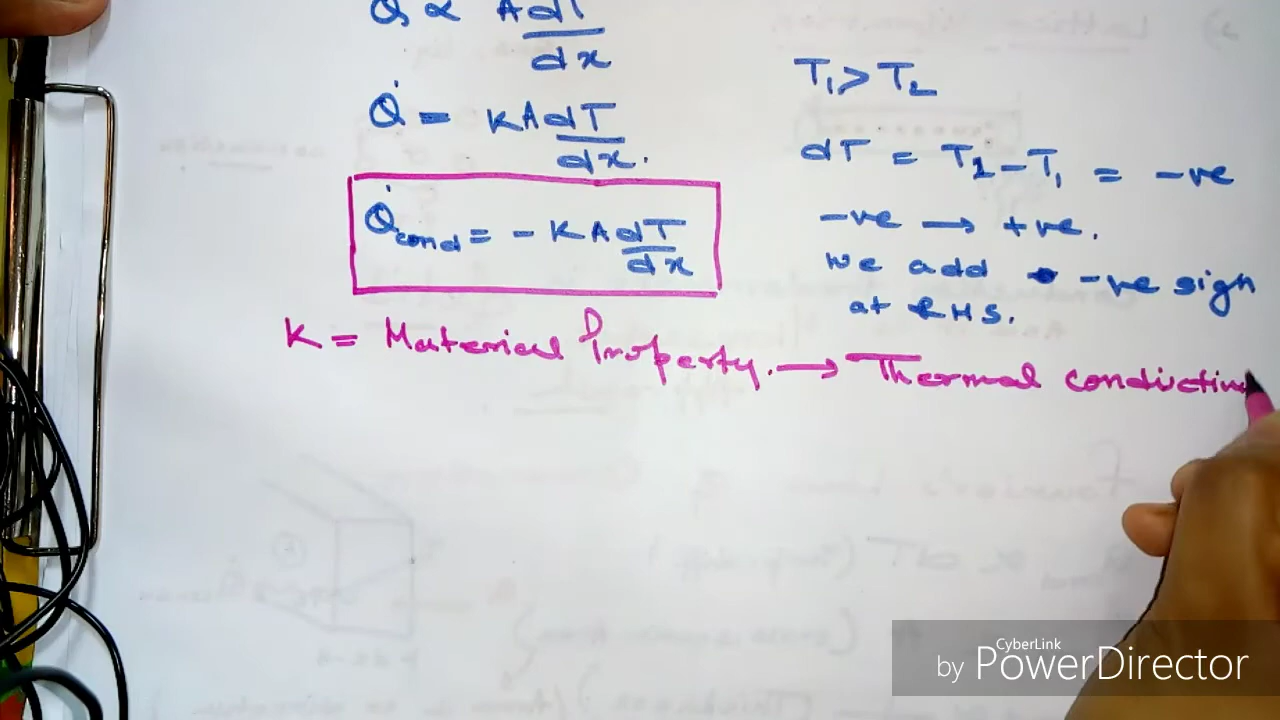 Q̇ ∝ A dT/dx
Q̇ = KA dT/dx.
Q̇cond = - KA dT/dx
T₁ > T₂
dT = T₂ - T₁ = -ve
-ve → +ve.
we add -ve sign
at RHS.
K = Material Property. → Thermal conductiv
CyberLink
by PowerDirector